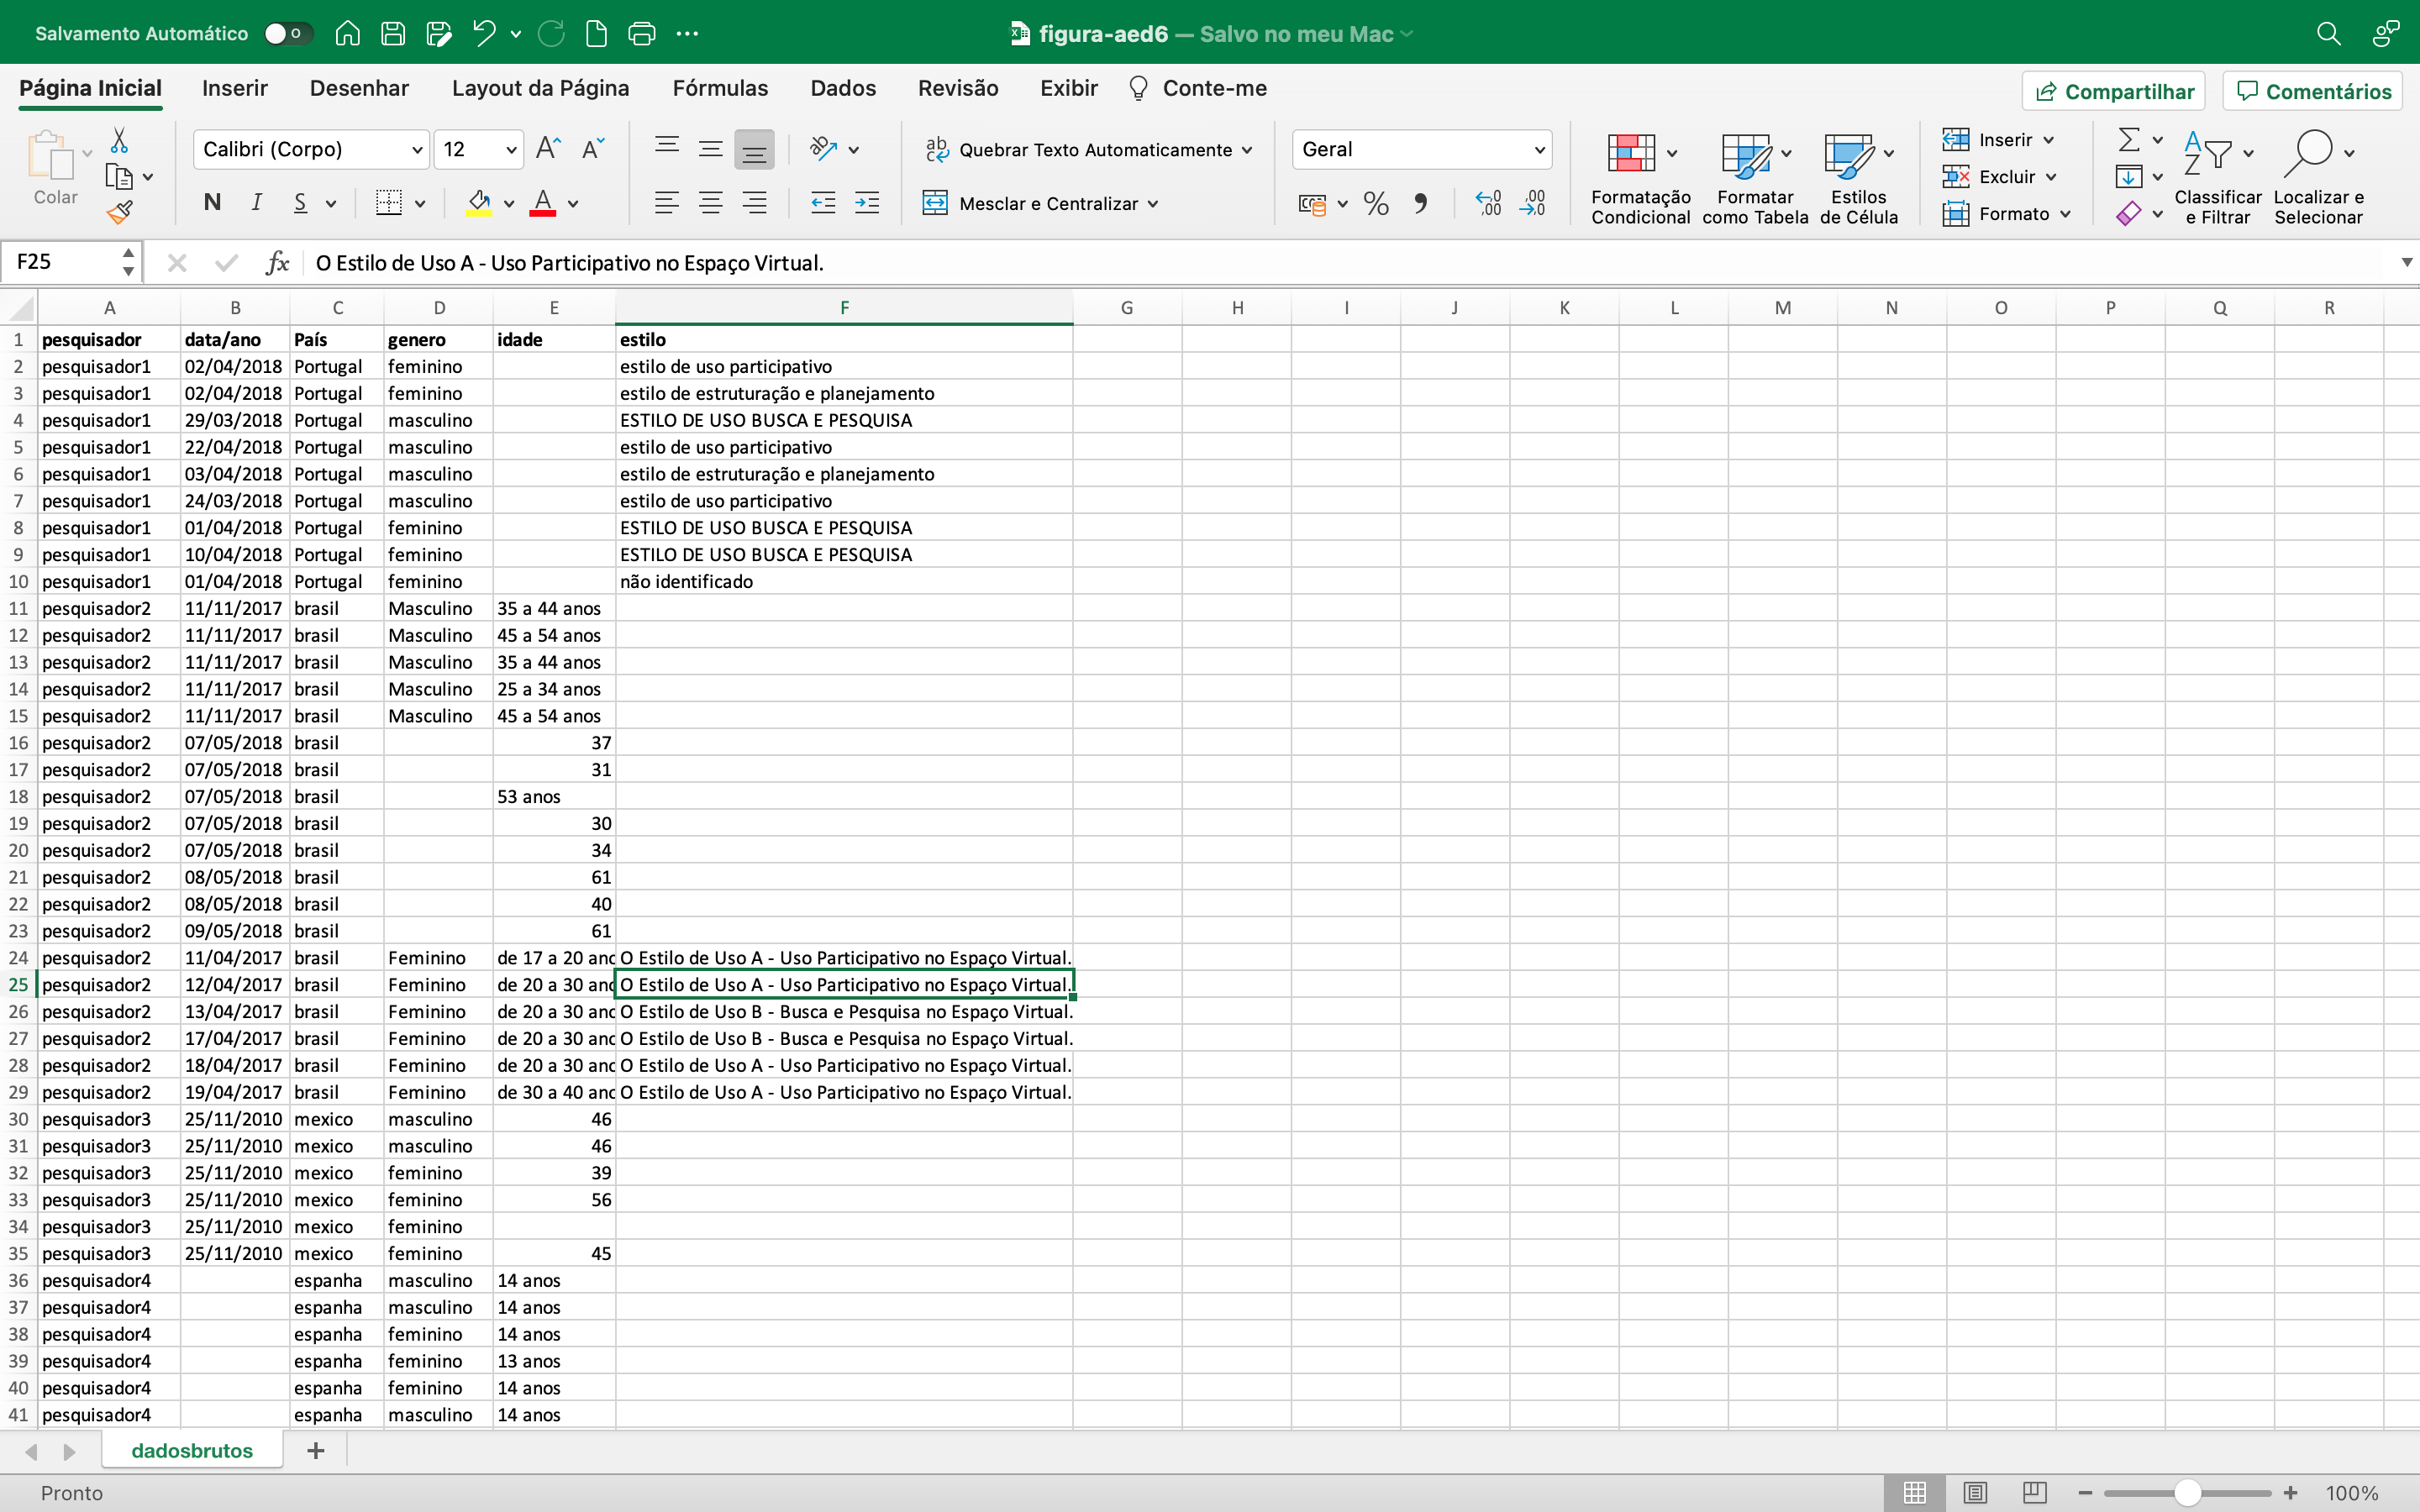 Salvamento Automático 0 figura-aed6 — Salvo no meu Mac
Página Inicial Inserir Desenhar Layout da Página Fórmulas Dados Revisão Exibir Conte-me Compartilhar Comentários
Colar Calibri (Corpo) 12 Quebrar Texto Automaticamente Geral Inserir
N I S Mesclar e Centralizar Excluir
Formatação Condicional Formatar como Tabela Estilos de Célula Formato Classificar e Filtrar Localizar e Selecionar
F25 fx O Estilo de Uso A - Uso Participativo no Espaço Virtual.
A B C D E F G H I J K L M N O P Q R
1 pesquisador data/ano País genero idade estilo
2 pesquisador1 02/04/2018 Portugal feminino estilo de uso participativo
3 pesquisador1 02/04/2018 Portugal feminino estilo de estruturação e planejamento
4 pesquisador1 29/03/2018 Portugal masculino ESTILO DE USO BUSCA E PESQUISA
5 pesquisador1 22/04/2018 Portugal masculino estilo de uso participativo
6 pesquisador1 03/04/2018 Portugal masculino estilo de estruturação e planejamento
7 pesquisador1 24/03/2018 Portugal masculino estilo de uso participativo
8 pesquisador1 01/04/2018 Portugal feminino ESTILO DE USO BUSCA E PESQUISA
9 pesquisador1 10/04/2018 Portugal feminino ESTILO DE USO BUSCA E PESQUISA
10 pesquisador1 01/04/2018 Portugal feminino não identificado
11 pesquisador2 11/11/2017 brasil Masculino 35 a 44 anos
12 pesquisador2 11/11/2017 brasil Masculino 45 a 54 anos
13 pesquisador2 11/11/2017 brasil Masculino 35 a 44 anos
14 pesquisador2 11/11/2017 brasil Masculino 25 a 34 anos
15 pesquisador2 11/11/2017 brasil Masculino 45 a 54 anos
16 pesquisador2 07/05/2018 brasil 37
17 pesquisador2 07/05/2018 brasil 31
18 pesquisador2 07/05/2018 brasil 53 anos
19 pesquisador2 07/05/2018 brasil 30
20 pesquisador2 07/05/2018 brasil 34
21 pesquisador2 08/05/2018 brasil 61
22 pesquisador2 08/05/2018 brasil 40
23 pesquisador2 09/05/2018 brasil 61
24 pesquisador2 11/04/2017 brasil Feminino de 17 a 20 anc O Estilo de Uso A - Uso Participativo no Espaço Virtual.
25 pesquisador2 12/04/2017 brasil Feminino de 20 a 30 anc O Estilo de Uso A - Uso Participativo no Espaço Virtual.
26 pesquisador2 13/04/2017 brasil Feminino de 20 a 30 anc O Estilo de Uso B - Busca e Pesquisa no Espaço Virtual.
27 pesquisador2 17/04/2017 brasil Feminino de 20 a 30 anc O Estilo de Uso B - Busca e Pesquisa no Espaço Virtual.
28 pesquisador2 18/04/2017 brasil Feminino de 20 a 30 anc O Estilo de Uso A - Uso Participativo no Espaço Virtual.
29 pesquisador2 19/04/2017 brasil Feminino de 30 a 40 anc O Estilo de Uso A - Uso Participativo no Espaço Virtual.
30 pesquisador3 25/11/2010 mexico masculino 46
31 pesquisador3 25/11/2010 mexico masculino 46
32 pesquisador3 25/11/2010 mexico feminino 39
33 pesquisador3 25/11/2010 mexico feminino 56
34 pesquisador3 25/11/2010 mexico feminino
35 pesquisador3 25/11/2010 mexico feminino 45
36 pesquisador4 espanha masculino 14 anos
37 pesquisador4 espanha masculino 14 anos
38 pesquisador4 espanha feminino 14 anos
39 pesquisador4 espanha feminino 13 anos
40 pesquisador4 espanha feminino 14 anos
41 pesquisador4 espanha masculino 14 anos
dadosbrutos
Pronto 100%